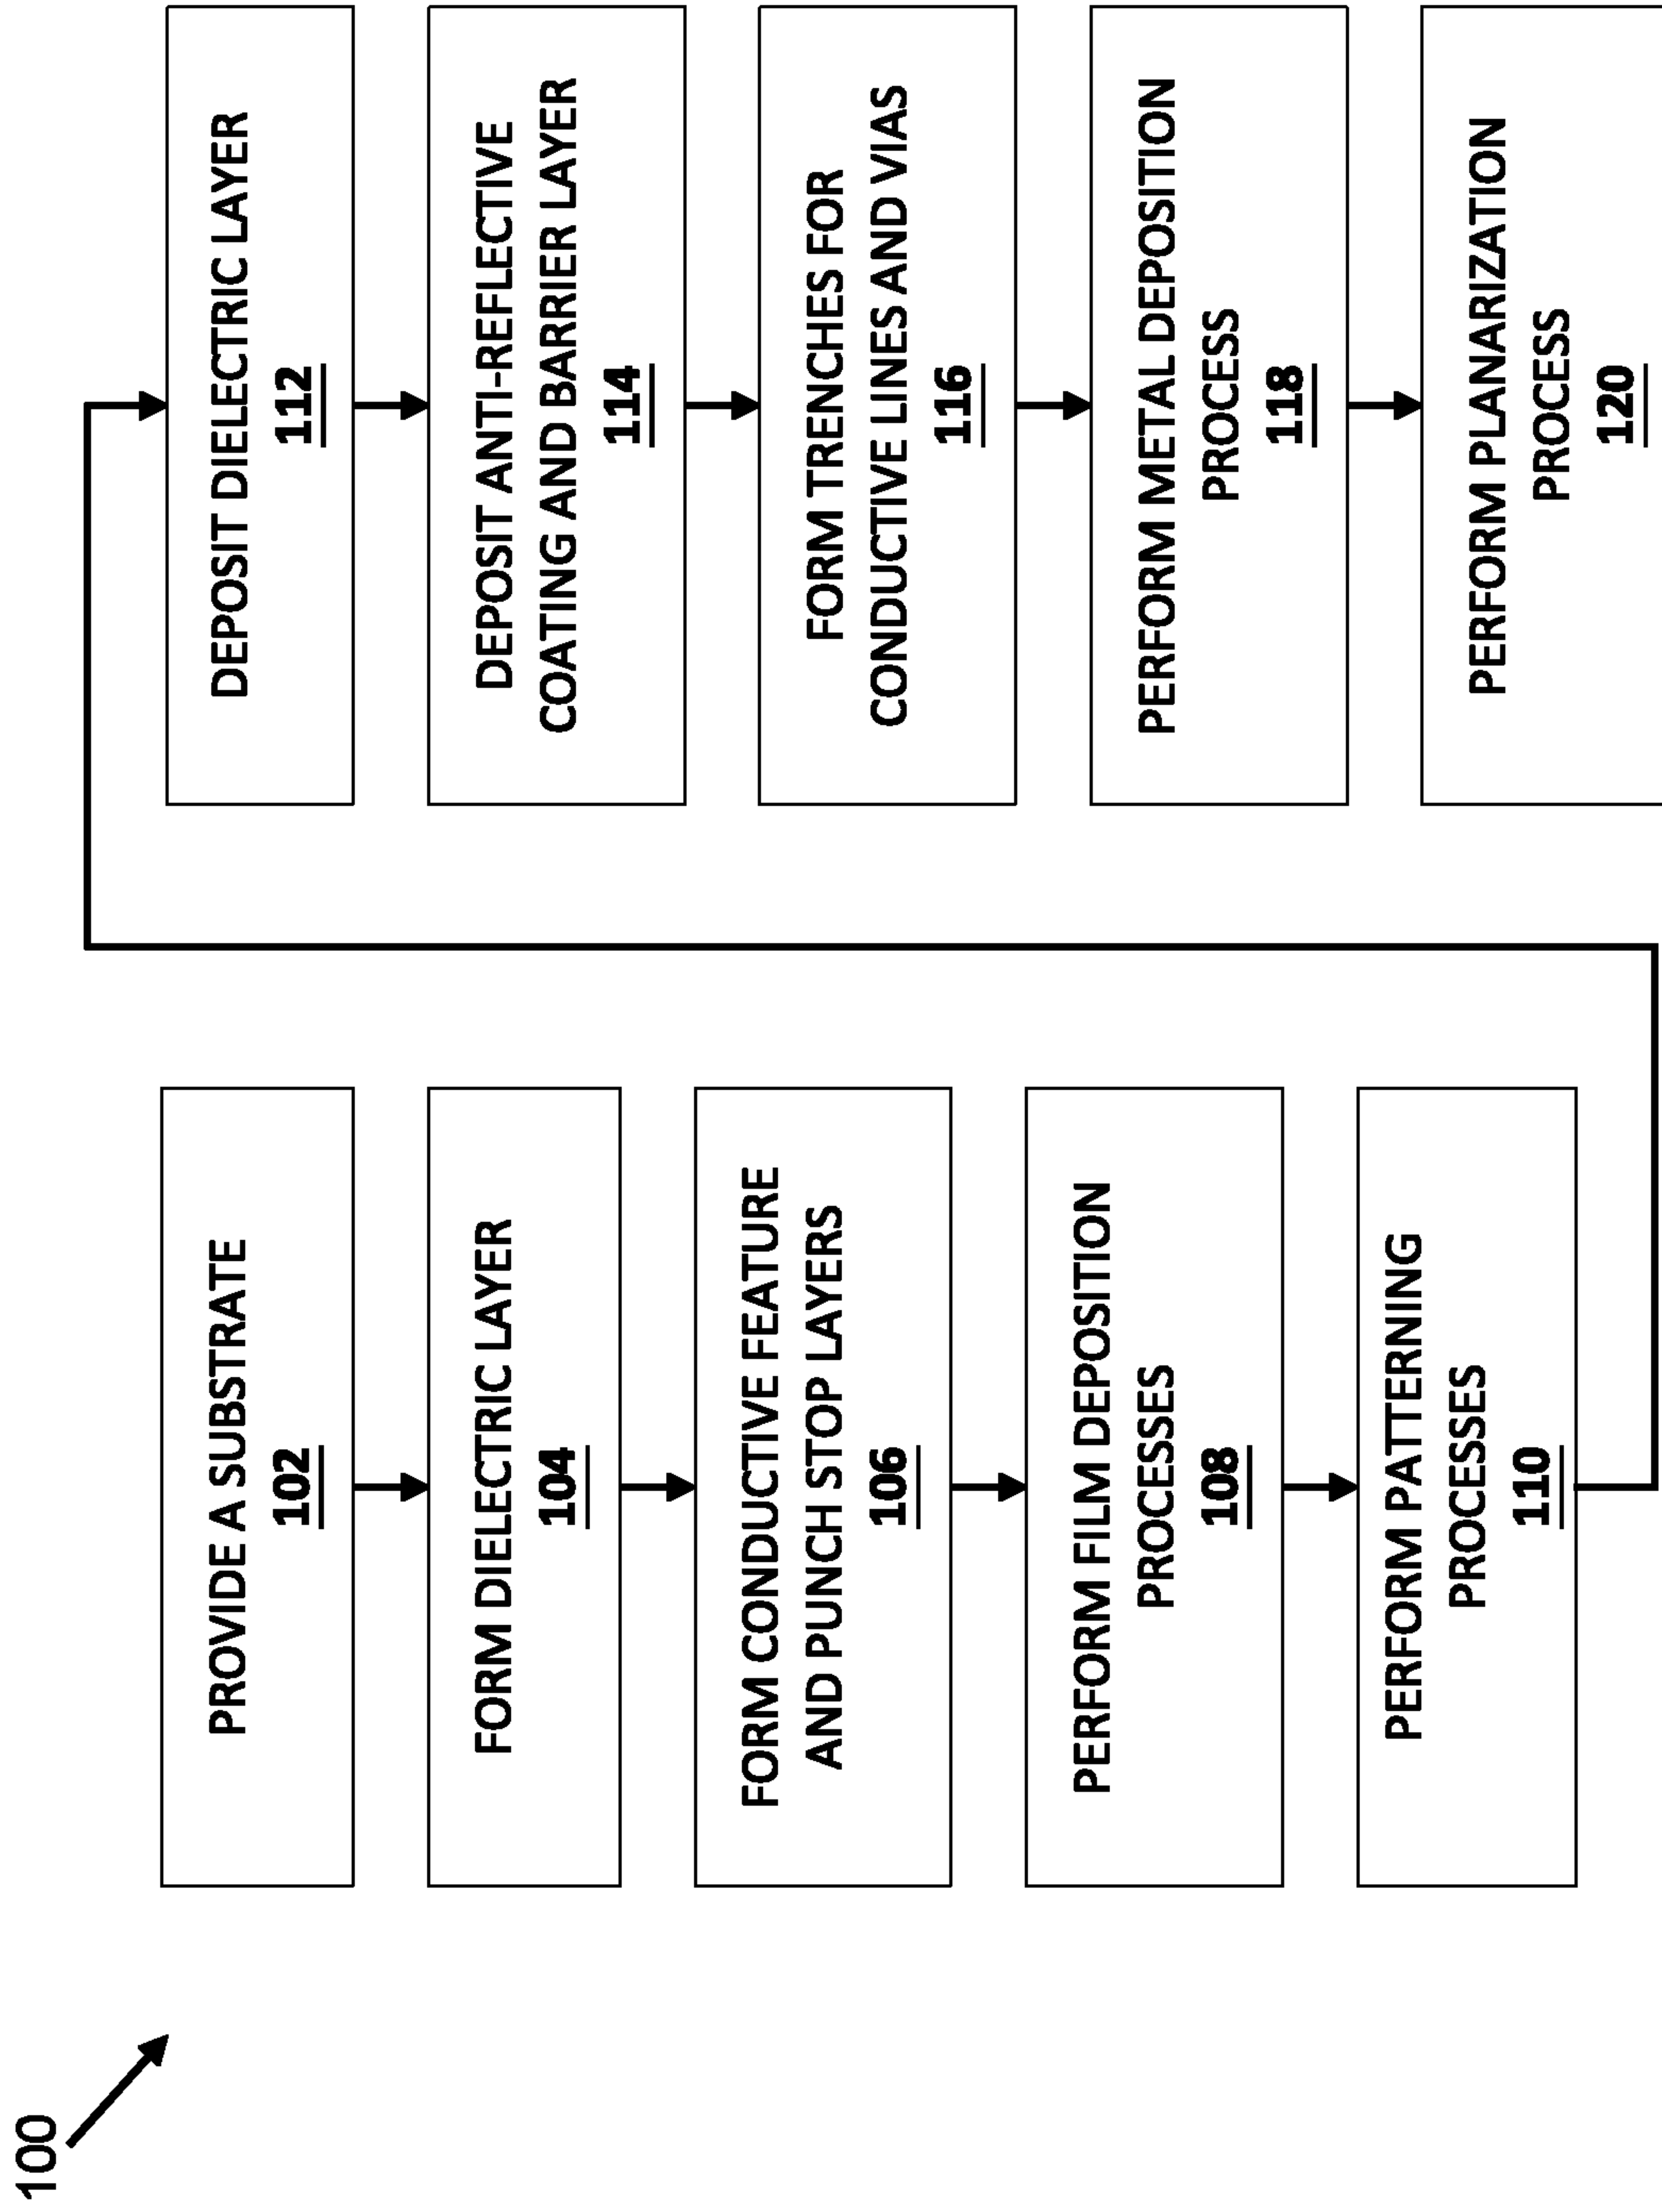 100
PROVIDE A SUBSTRATE
102
FORM DIELECTRIC LAYER
104
FORM CONDUCTIVE FEATURE
AND PUNCH STOP LAYERS
106
PERFORM FILM DEPOSITION
PROCESSES
108
PERFORM PATTERNING
PROCESSES
110
DEPOSIT DIELECTRIC LAYER
112
DEPOSIT ANTI-REFLECTIVE
COATING AND BARRIER LAYER
114
FORM TRENCHES FOR
CONDUCTIVE LINES AND VIAS
116
PERFORM METAL DEPOSITION
PROCESS
118
PERFORM PLANARIZATION
PROCESS
120